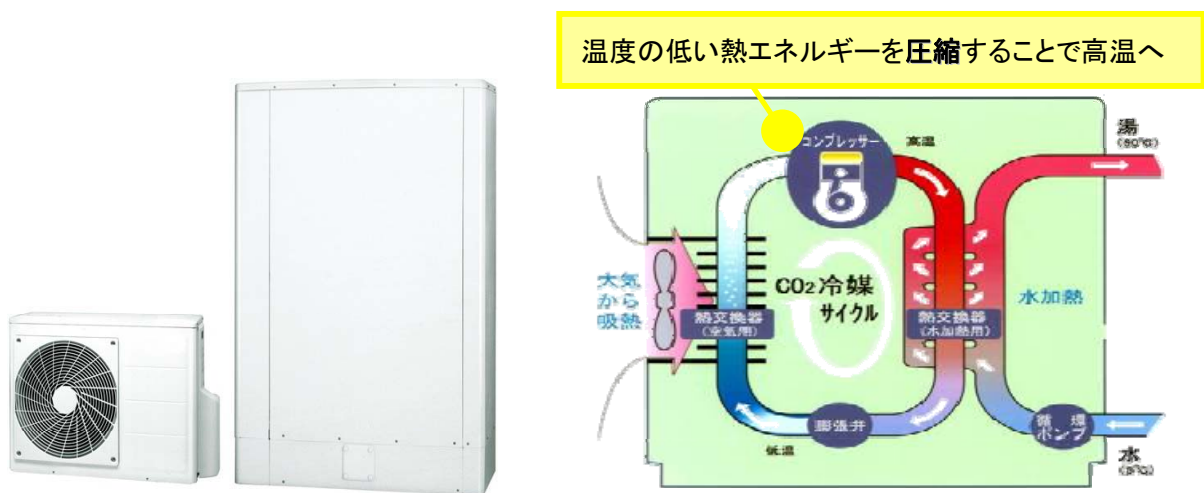 温度の低い熱エネルギーを圧縮することで高温へ
コンプレッサー
高温
湯
大気
から
吸熱
CO2冷媒
サイクル
熱交換器
(空気用)
熱交換器
(水加熱用)
水加熱
膨張弁
低温
循環
ポンプ
水